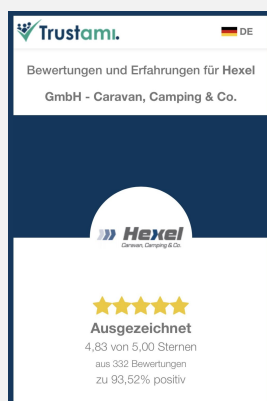 Trustami.
DE
Bewertungen und Erfahrungen für Hexel
GmbH - Caravan, Camping & Co.
Hexel
Caravan, Camping & Co.
Ausgezeichnet
4,83 von 5,00 Sternen
aus 332 Bewertungen
zu 93,52% positiv